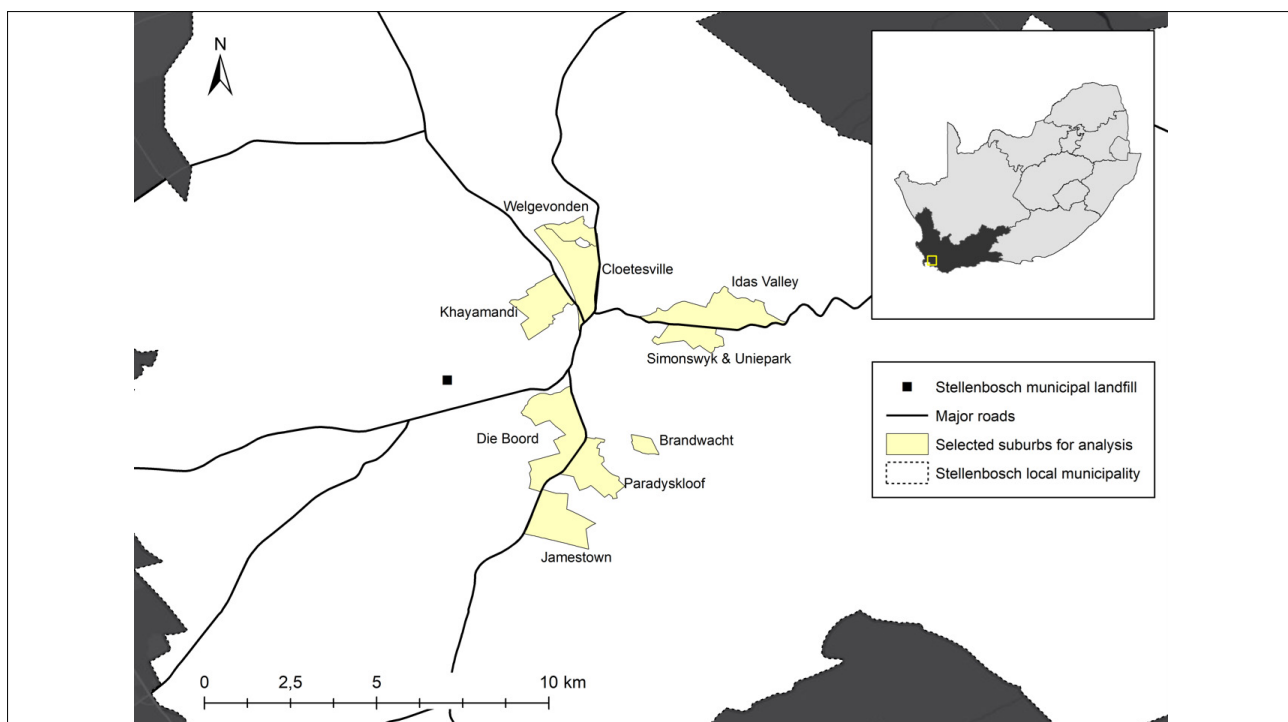 N
Welgevonden
Cloetesville
Idas Valley
Khayamandi
Simonswyk & Uniepark
Die Boord
Brandwacht
Paradyskloof
Jamestown
0 2,5 5 10 km
Stellenbosch municipal landfill
Major roads
Selected suburbs for analysis
Stellenbosch local municipality